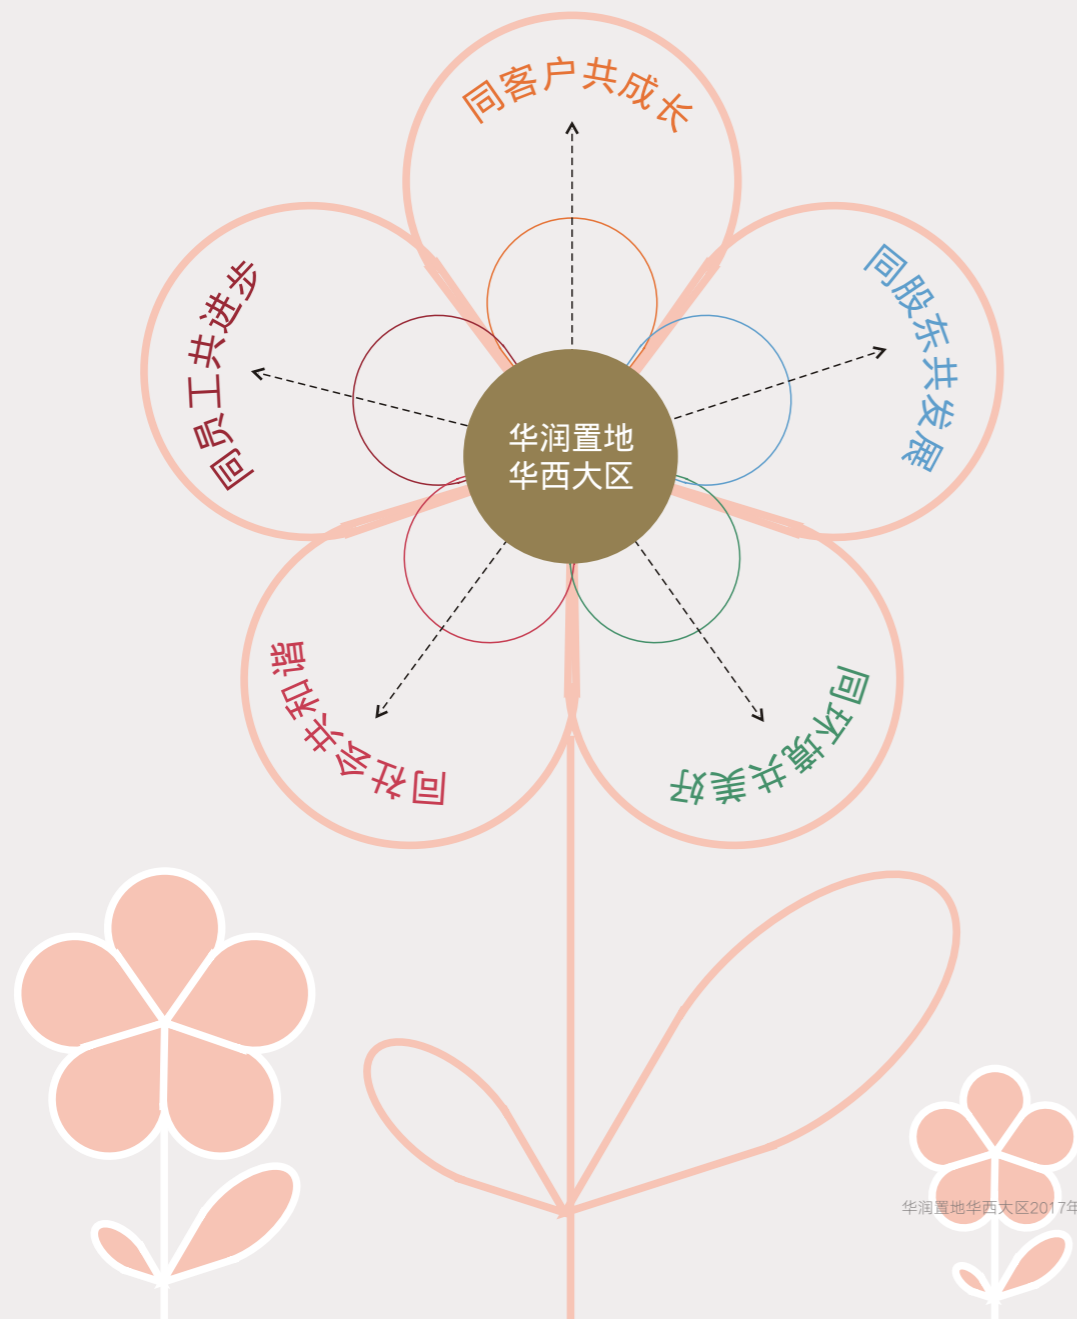 同客户共成长
同员工共进步
同股东共发展
华润置地
华西大区
同社会共和谐
同环境共美好
华润置地华西大区2017年